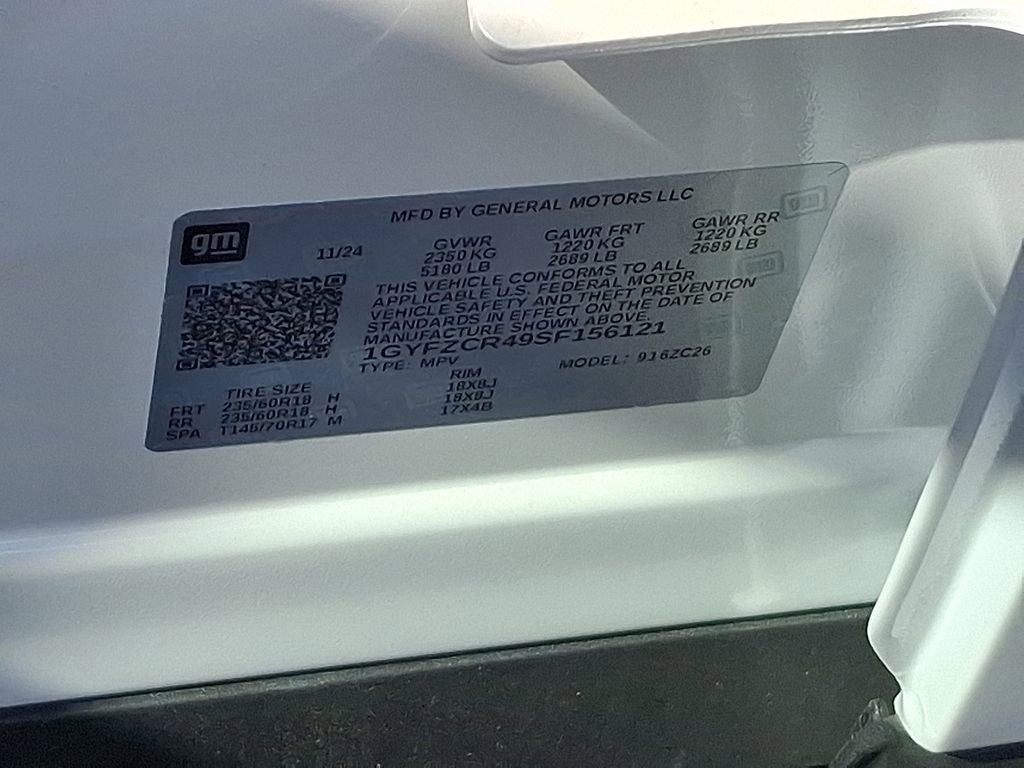 MFD BY GENERAL MOTORS LLC
gm
11/24
GVWR GAWR FRT GAWR RR
2350 KG 1220 KG 1220 KG
5180 LB 2689 LB 2689 LB
THIS VEHICLE CONFORMS TO ALL
APPLICABLE U.S. FEDERAL MOTOR
VEHICLE SAFETY AND THEFT PREVENTION
STANDARDS IN EFFECT ON THE DATE OF
MANUFACTURE SHOWN ABOVE.
1GYFZCR49SF156121
TYPE: MPV MODEL: 916ZC26
TIRE SIZE RIM
FRT 235/60R18 H 18X8J
RR 235/60R18 H 18X8J
SPA T145/70R17 M 17X4B